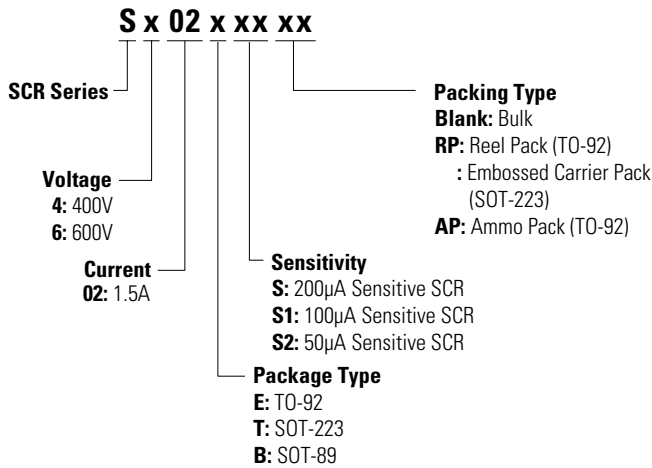 S x 02 x xx xx
SCR Series
Voltage
4: 400V
6: 600V
Current
02: 1.5A
Packing Type
Blank: Bulk
RP: Reel Pack (TO-92)
: Embossed Carrier Pack
(SOT-223)
AP: Ammo Pack (TO-92)
Sensitivity
S: 200μA Sensitive SCR
S1: 100μA Sensitive SCR
S2: 50μA Sensitive SCR
Package Type
E: TO-92
T: SOT-223
B: SOT-89